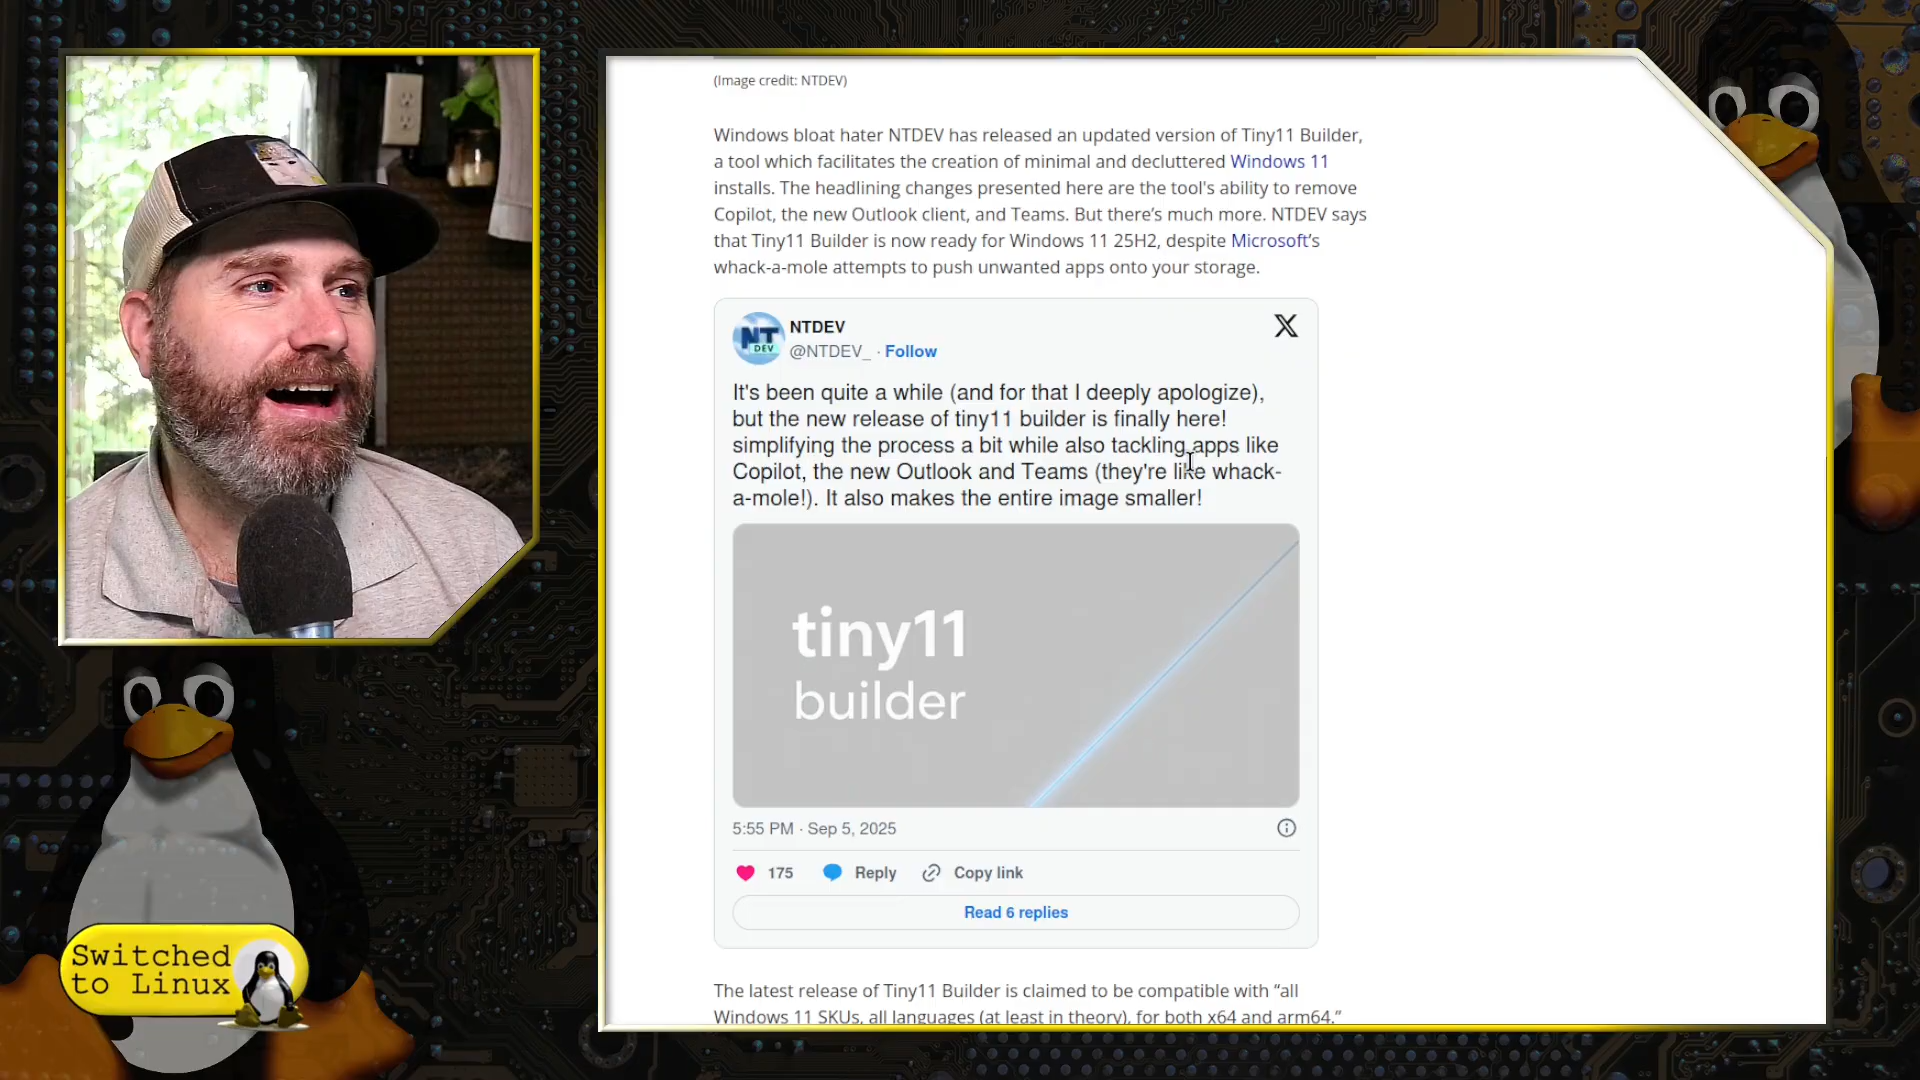 (Image credit: NTDEV)
Windows bloat hater NTDEV has released an updated version of Tiny11 Builder,
a tool which facilitates the creation of minimal and decluttered Windows 11
installs. The headlining changes presented here are the tool's ability to remove
Copilot, the new Outlook client, and Teams. But there’s much more. NTDEV says
that Tiny11 Builder is now ready for Windows 11 25H2, despite Microsoft’s
whack-a-mole attempts to push unwanted apps onto your storage.
NT
DEV
NTDEV
@NTDEV_ · Follow
It's been quite a while (and for that I deeply apologize),
but the new release of tiny11 builder is finally here!
simplifying the process a bit while also tackling apps like
Copilot, the new Outlook and Teams (they're like whack-
a-mole!). It also makes the entire image smaller!
tiny11
builder
5:55 PM · Sep 5, 2025
175 Reply Copy link
Read 6 replies
The latest release of Tiny11 Builder is claimed to be compatible with “all
Windows 11 SKUs, all languages (at least in theory), for both x64 and arm64.”
Switched
to Linux